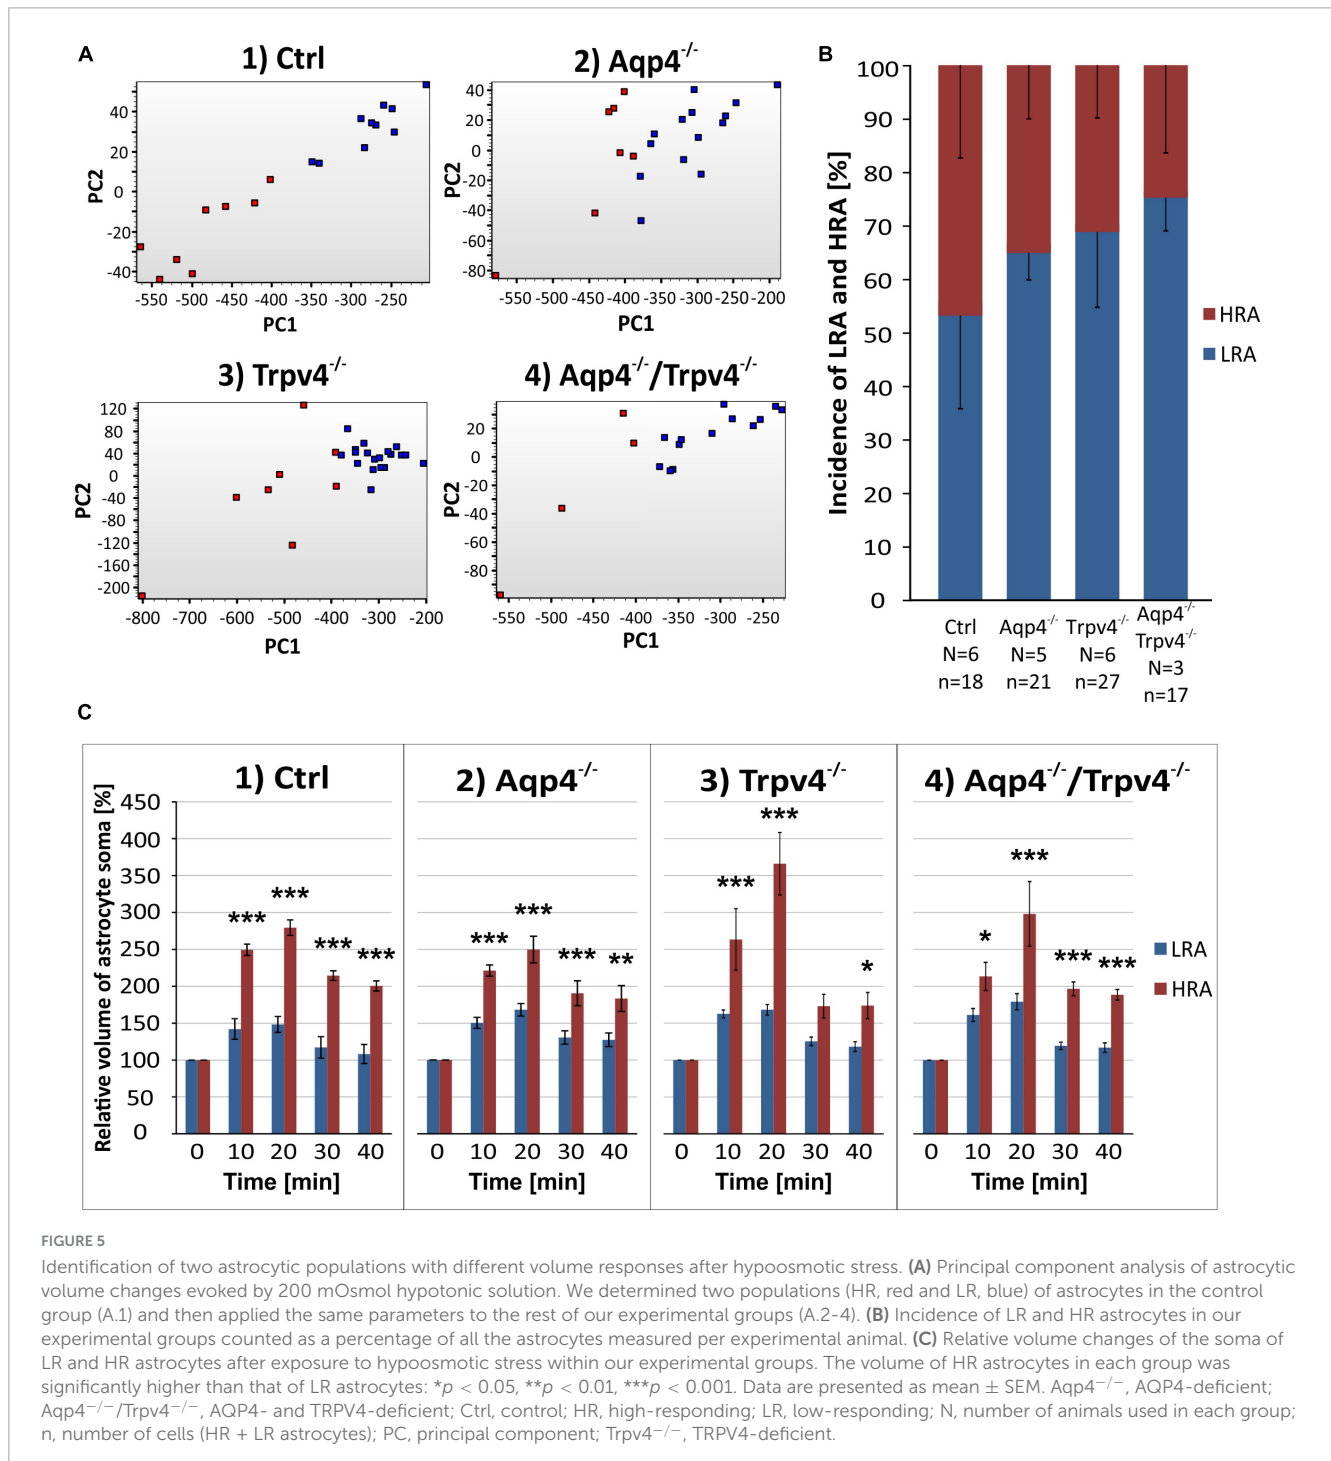 A
1) Ctrl
40
20
0
-20
-40
PC2
-550 -500 -450 -400 -350 -300 -250
PC1
2) Aqp4-/-
40
20
0
-20
-40
-60
-80
PC2
-550 -500 -450 -400 -350 -300 -250 -200
PC1
3) Trpv4-/-
120
80
40
0
-40
-80
-120
-160
-200
PC2
-800 -700 -600 -500 -400 -300 -200
PC1
4) Aqp4-/-/Trpv4-/-
20
0
-20
-40
-60
-80
PC2
-550 -500 -450 -400 -350 -300 -250
PC1
B
Incidence of LRA and HRA [%]
100
90
80
70
60
50
40
30
20
10
0
HRA
LRA
Ctrl
N=6
n=18
Aqp4-/-
N=5
n=21
Trpv4-/-
N=6
n=27
Aqp4-/-
Trpv4-/-
N=3
n=17
C
Relative volume of astrocyte soma [%]
450
400
350
300
250
200
150
100
50
0
1) Ctrl
*** *** *** ***
0 10 20 30 40
Time [min]
2) Aqp4-/-
*** *** *** **
0 10 20 30 40
Time [min]
3) Trpv4-/-
*** *** *
0 10 20 30 40
Time [min]
4) Aqp4-/-/Trpv4-/-
* *** *** ***
0 10 20 30 40
Time [min]
LRA
HRA
FIGURE 5
Identification of two astrocytic populations with different volume responses after hypoosmotic stress. (A) Principal component analysis of astrocytic
volume changes evoked by 200 mOsmol hypotonic solution. We determined two populations (HR, red and LR, blue) of astrocytes in the control
group (A.1) and then applied the same parameters to the rest of our experimental groups (A.2-4). (B) Incidence of LR and HR astrocytes in our
experimental groups counted as a percentage of all the astrocytes measured per experimental animal. (C) Relative volume changes of the soma of
LR and HR astrocytes after exposure to hypoosmotic stress within our experimental groups. The volume of HR astrocytes in each group was
significantly higher than that of LR astrocytes: *p < 0.05, **p < 0.01, ***p < 0.001. Data are presented as mean ± SEM. Aqp4−/−, AQP4-deficient;
Aqp4−/−/Trpv4−/−, AQP4- and TRPV4-deficient; Ctrl, control; HR, high-responding; LR, low-responding; N, number of animals used in each group;
n, number of cells (HR + LR astrocytes); PC, principal component; Trpv4−/−, TRPV4-deficient.